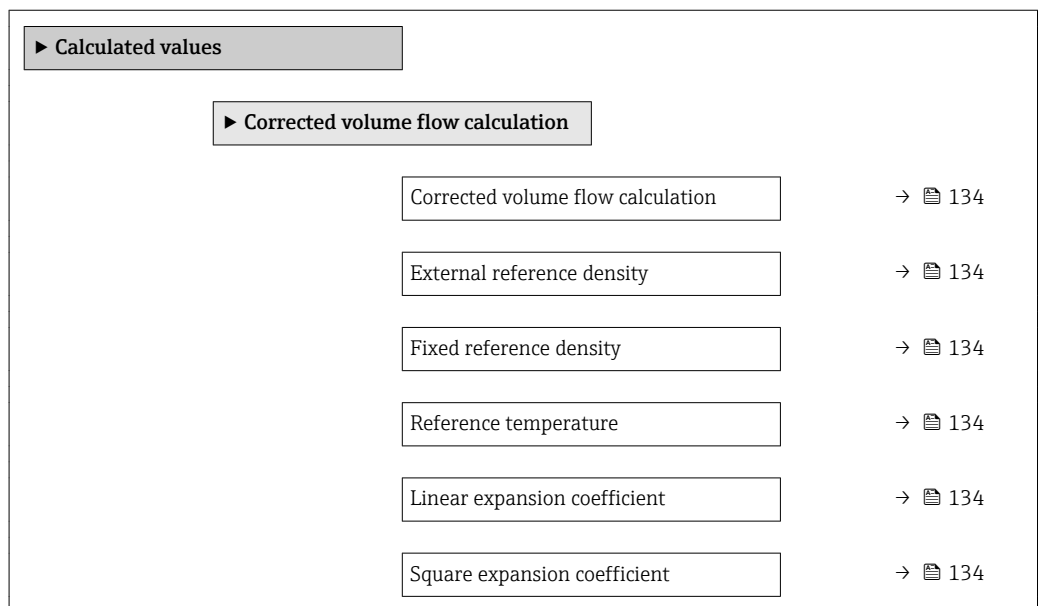 ▶ Calculated values
▶ Corrected volume flow calculation
Corrected volume flow calculation → 134
External reference density → 134
Fixed reference density → 134
Reference temperature → 134
Linear expansion coefficient → 134
Square expansion coefficient → 134